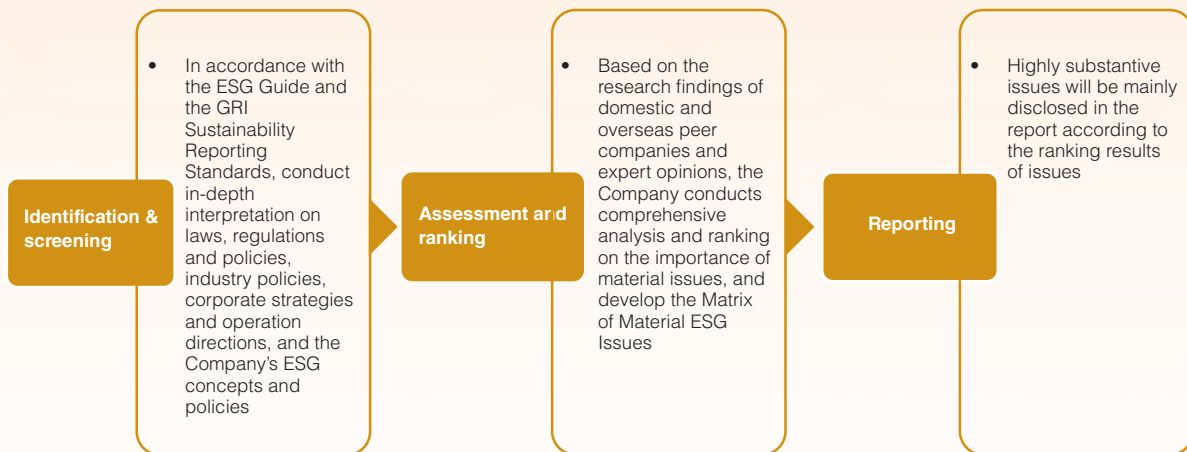 Identification &
screening
• In accordance with
the ESG Guide and
the GRI
Sustainability
Reporting
Standards, conduct
in-depth
interpretation on
laws, regulations
and policies,
industry policies,
corporate strategies
and operation
directions, and the
Company’s ESG
concepts and
policies
Assessment and
ranking
• Based on the
research findings of
domestic and
overseas peer
companies and
expert opinions, the
Company conducts
comprehensive
analysis and ranking
on the importance of
material issues, and
develop the Matrix
of Material ESG
Issues
Reporting
• Highly substantive
issues will be mainly
disclosed in the
report according to
the ranking results
of issues